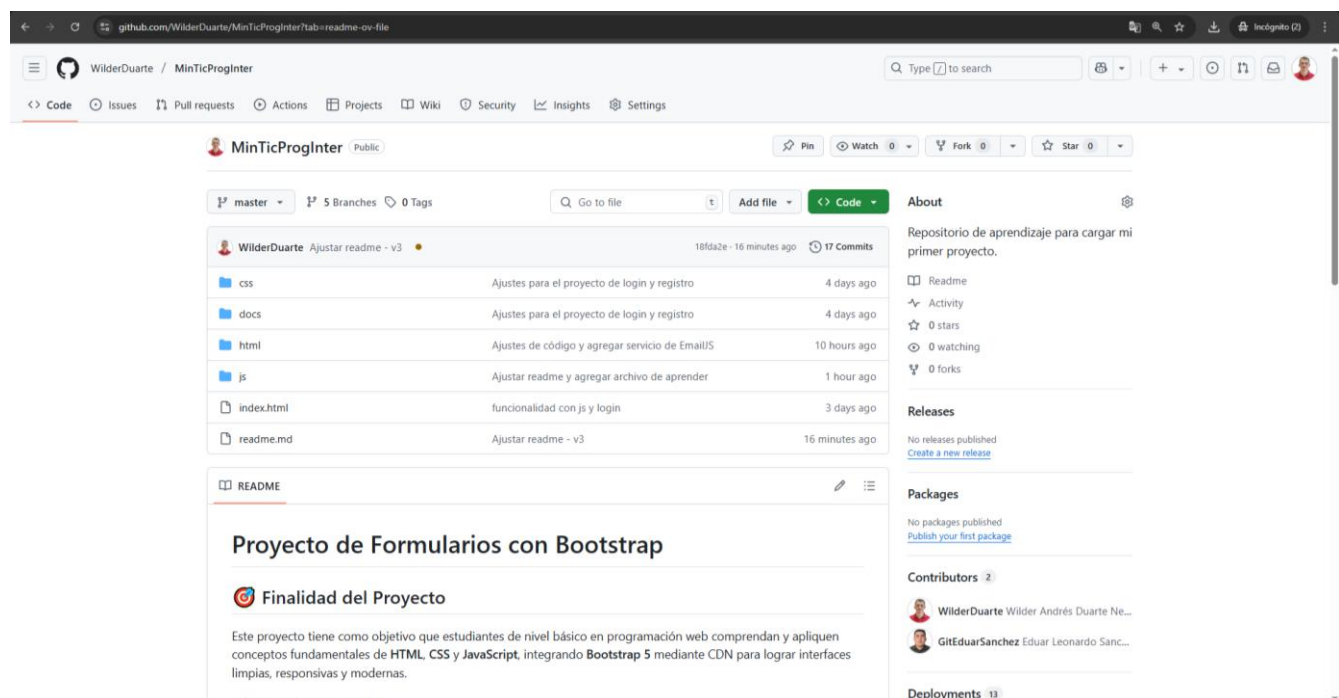 github.com/WilderDuarte/MinTicProgInter?tab=readme-ov-file
Incógnito (2)
WilderDuarte / MinTicProgInter
Type / to search
Code Issues Pull requests Actions Projects Wiki Security Insights Settings
MinTicProgInter Public
Pin Watch 0 Fork 0 Star 0
master 5 Branches 0 Tags
Go to file t Add file Code
WilderDuarte Ajustar readme - v3 18fda2e · 16 minutes ago 17 Commits
css Ajustes para el proyecto de login y registro 4 days ago
docs Ajustes para el proyecto de login y registro 4 days ago
html Ajustes de código y agregar servicio de EmailJS 10 hours ago
js Ajustar readme y agregar archivo de aprender 1 hour ago
index.html funcionalidad con js y login 3 days ago
readme.md Ajustar readme - v3 16 minutes ago
README
Proyecto de Formularios con Bootstrap
Finalidad del Proyecto
Este proyecto tiene como objetivo que estudiantes de nivel básico en programación web comprendan y apliquen
conceptos fundamentales de HTML, CSS y JavaScript, integrando Bootstrap 5 mediante CDN para lograr interfaces
limpias, responsivas y modernas.
About
Repositorio de aprendizaje para cargar mi
primer proyecto.
Readme
Activity
0 stars
0 watching
0 forks
Releases
No releases published
Create a new release
Packages
No packages published
Publish your first package
Contributors 2
WilderDuarte Wilder Andrés Duarte Ne...
GitEduarSanchez Eduar Leonardo Sanc...
Deployments 13